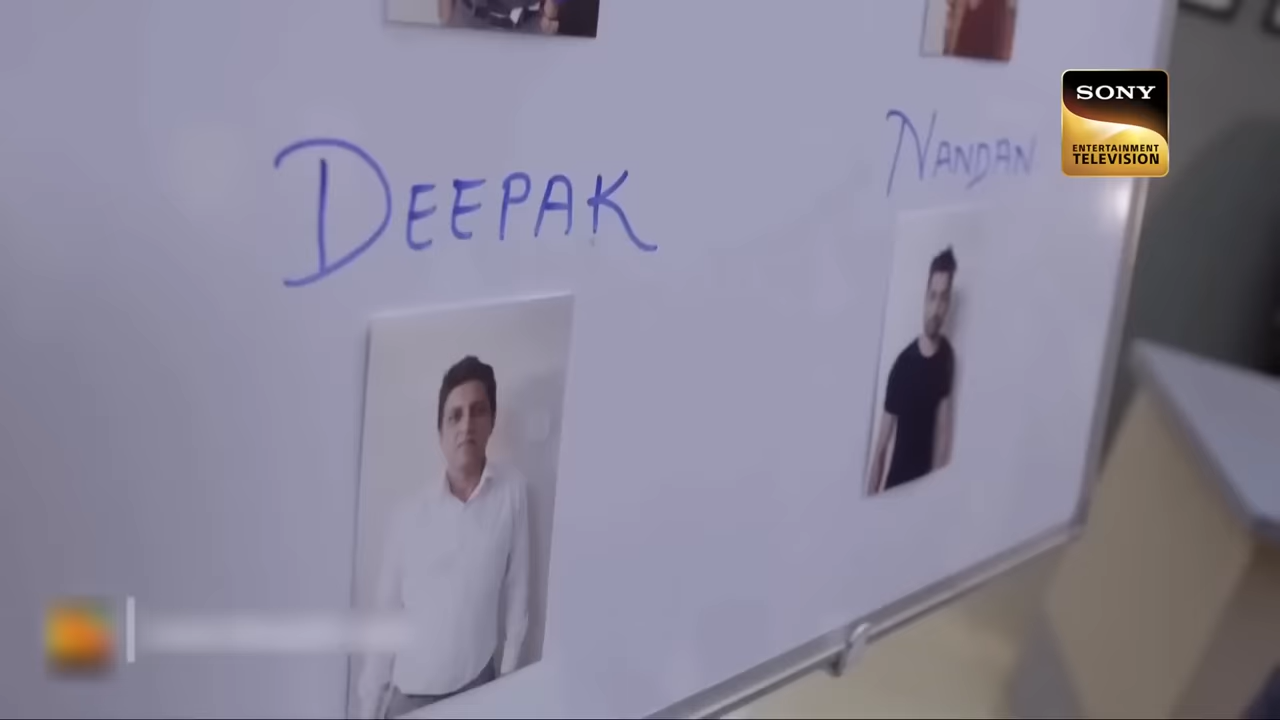 DEEPAK
NANDAN
SONY
ENTERTAINMENT
TELEVISION